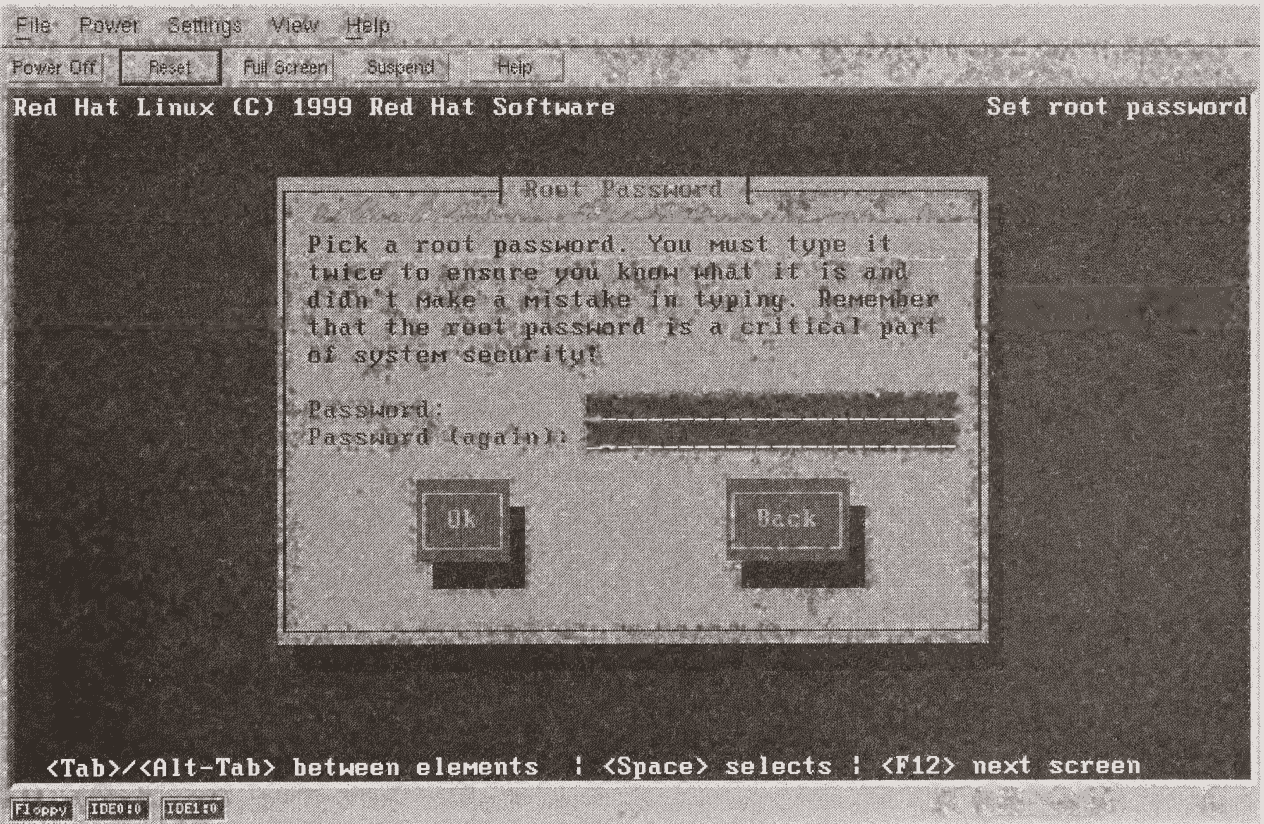 File Power Settings View Help
Power Off Reset Full Screen Suspend Help
Red Hat Linux (C) 1999 Red Hat Software Set root password
Root Password
Pick a root password. You must type it
twice to ensure you know what it is and
didn't make a mistake in typing. Remember
that the root password is a critical part
of system security!
Password:
Password (again):
Ok Back
<Tab>/<Alt-Tab> between elements ¦ <Space> selects ¦ <F12> next screen
Floppy IDE0:0 IDE1:0